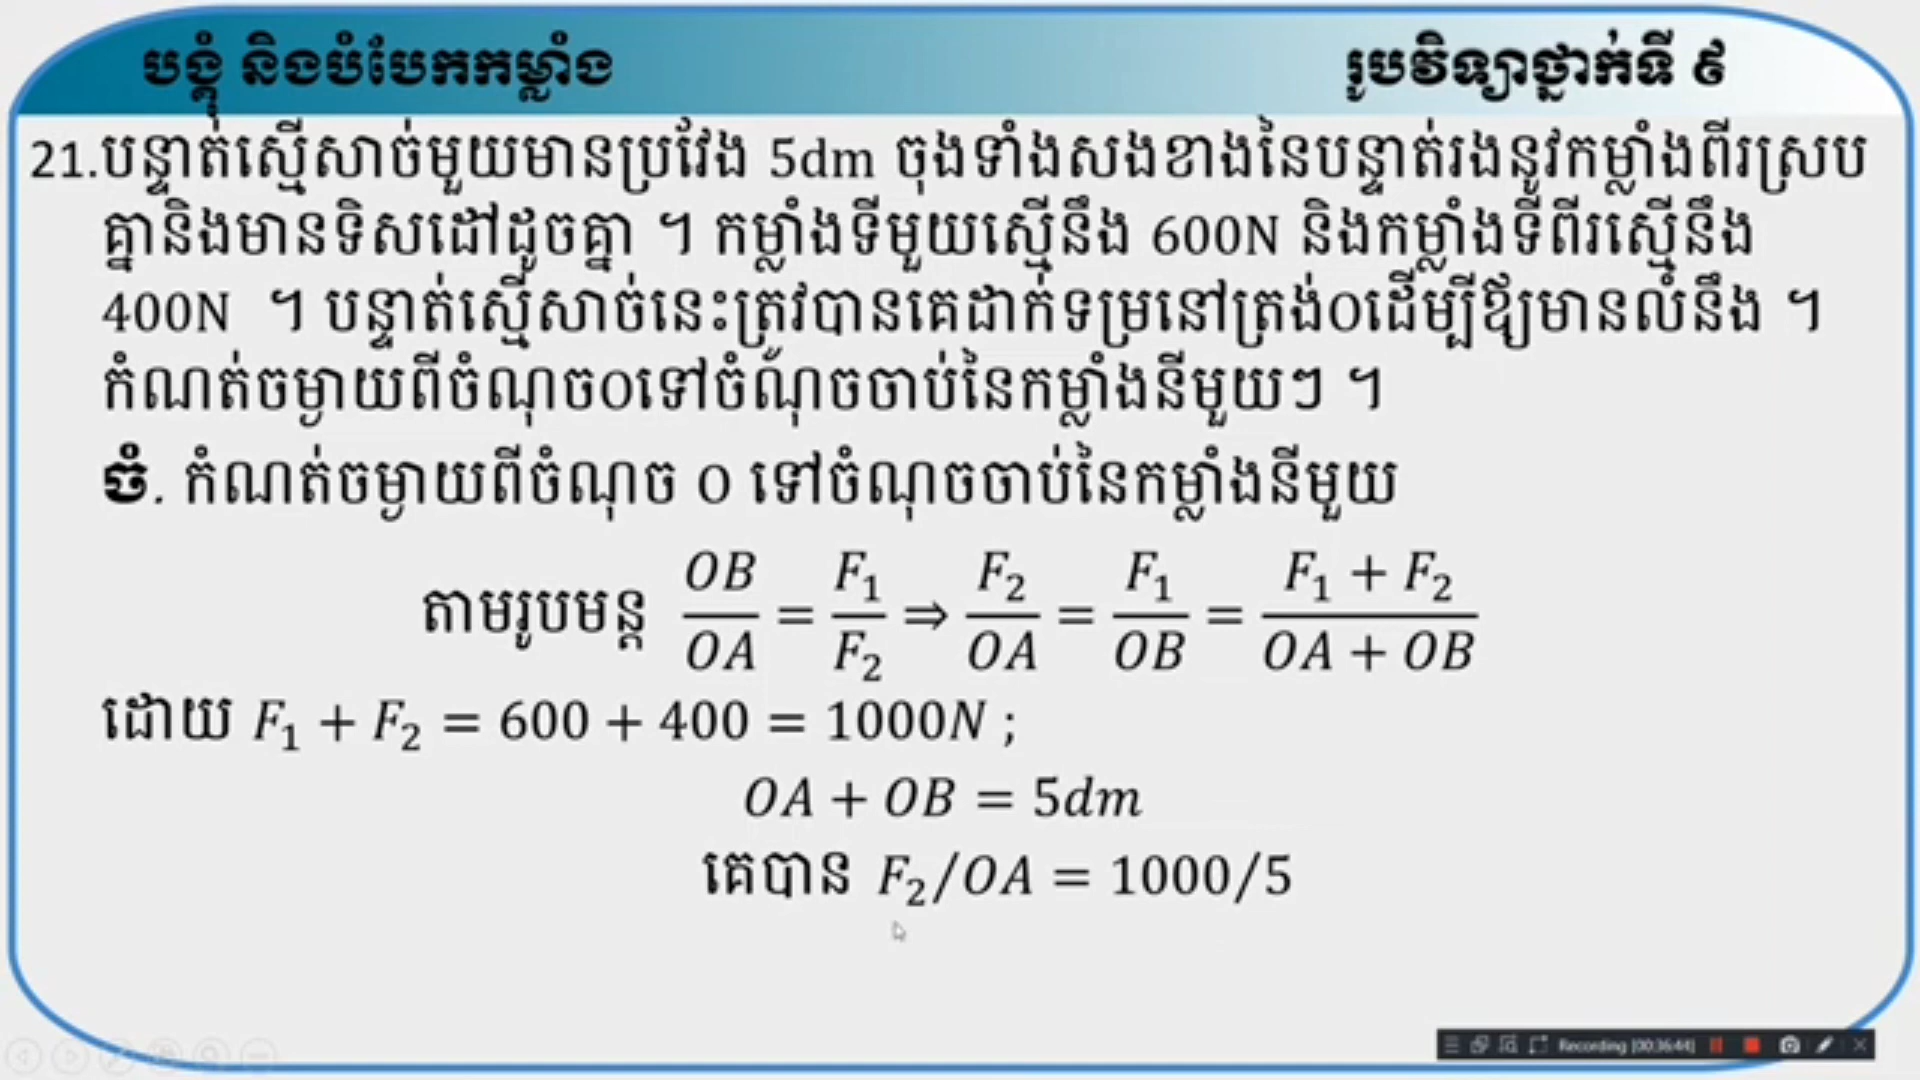 បង្គុំ និងបំបែកកម្លាំង
រូបវិទ្យាថ្នាក់ទី ៩
21.បន្ទាត់ស្មើសាច់មួយមានប្រវែង 5dm ចុងទាំងសងខាងនៃបន្ទាត់រងនូវកម្លាំងពីរស្រប
គ្នានិងមានទិសដៅដូចគ្នា ។ កម្លាំងទីមួយស្មើនឹង 600N និងកម្លាំងទីពីរស្មើនឹង
400N ។ បន្ទាត់ស្មើសាច់នេះត្រូវបានគេដាក់ទម្រនៅត្រង់0ដើម្បីឱ្យមានលំនឹង ។
កំណត់ចម្ងាយពីចំណុច0ទៅចំណុចចាប់នៃកម្លាំងនីមួយៗ ។
ចំ. កំណត់ចម្ងាយពីចំណុច 0 ទៅចំណុចចាប់នៃកម្លាំងនីមួយ
តាមរូបមន្ត OB/OA = F₁/F₂ ⇒ F₂/OA = F₁/OB = (F₁ + F₂)/(OA + OB)
ដោយ F₁ + F₂ = 600 + 400 = 1000N ;
OA + OB = 5dm
គេបាន F₂/OA = 1000/5
Recording [00:36:44]